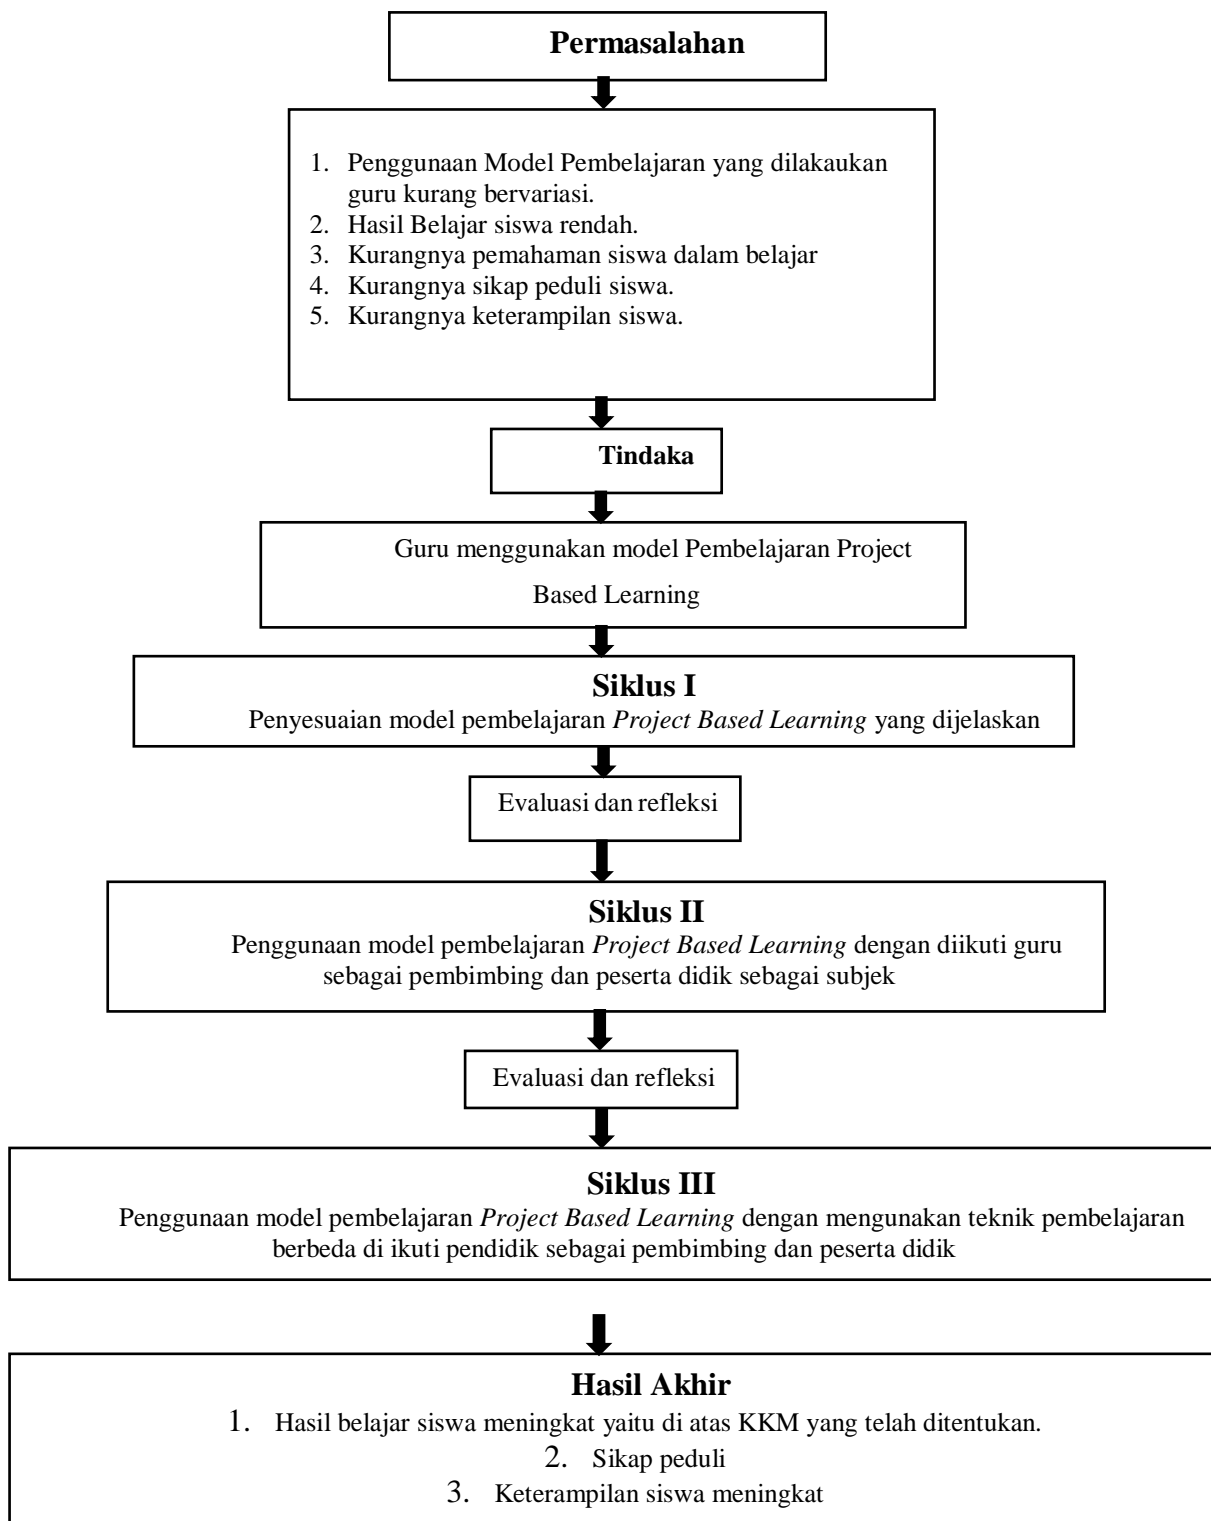 Permasalahan
1. Penggunaan Model Pembelajaran yang dilakaukan
guru kurang bervariasi.
2. Hasil Belajar siswa rendah.
3. Kurangnya pemahaman siswa dalam belajar
4. Kurangnya sikap peduli siswa.
5. Kurangnya keterampilan siswa.
Tindaka
Guru menggunakan model Pembelajaran Project
Based Learning
Siklus I
Penyesuaian model pembelajaran Project Based Learning yang dijelaskan
Evaluasi dan refleksi
Siklus II
Penggunaan model pembelajaran Project Based Learning dengan diikuti guru
sebagai pembimbing dan peserta didik sebagai subjek
Evaluasi dan refleksi
Siklus III
Penggunaan model pembelajaran Project Based Learning dengan mengunakan teknik pembelajaran
berbeda di ikuti pendidik sebagai pembimbing dan peserta didik
Hasil Akhir
1. Hasil belajar siswa meningkat yaitu di atas KKM yang telah ditentukan.
2. Sikap peduli
3. Keterampilan siswa meningkat